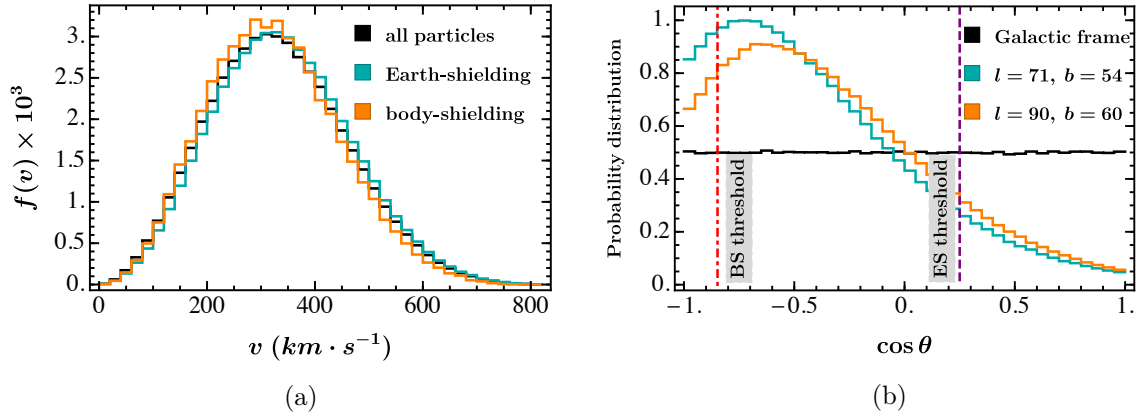 all particles
Earth-shielding
body-shielding
f(v) × 10³
3.
2.5
2.
1.5
1.
0.5
0.
0 200 400 600 800
v (km · s⁻¹)
(a)
Galactic frame
l = 71, b = 54
l = 90, b = 60
Probability distribution
1.
0.8
0.6
0.4
0.2
0.
BS threshold
ES threshold
-1. -0.5 0. 0.5 1.
cos θ
(b)